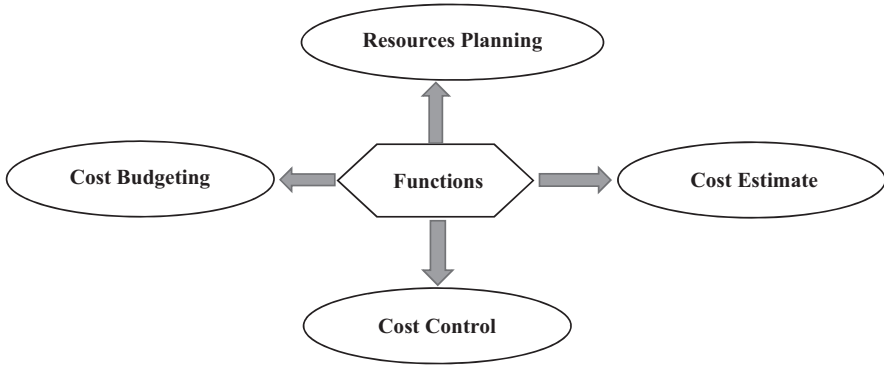 Resources Planning
Cost Budgeting
Functions
Cost Estimate
Cost Control